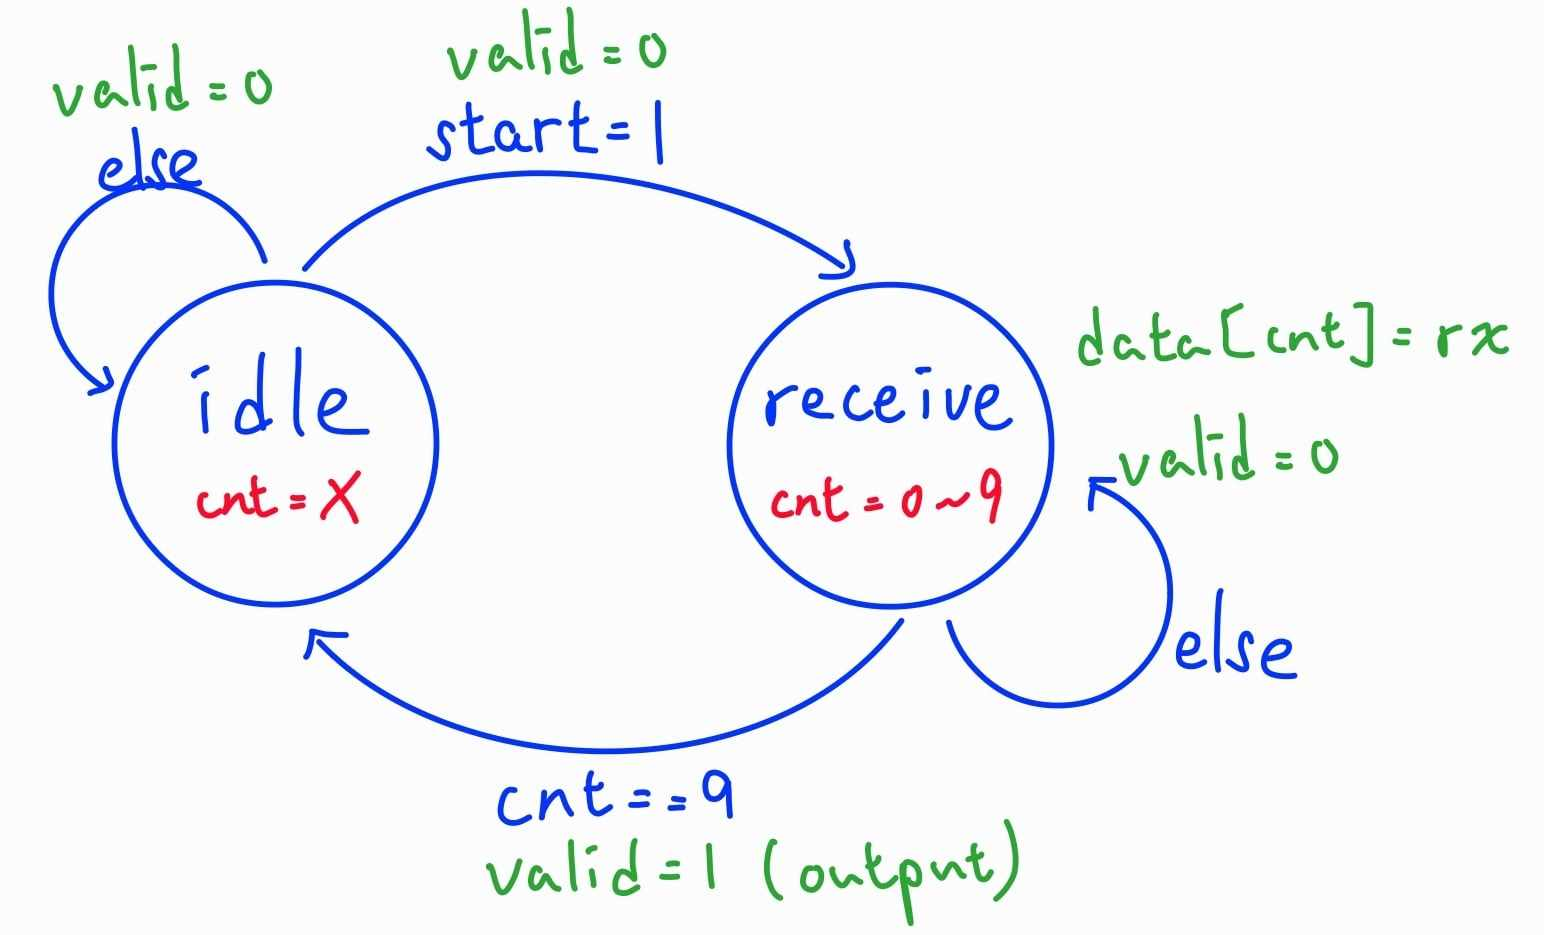 valid = 0
else
valid = 0
start = 1
idle
cnt = X
receive
cnt = 0 ~ 9
data[cnt] = rx
valid = 0
else
cnt == 9
valid = 1 (output)